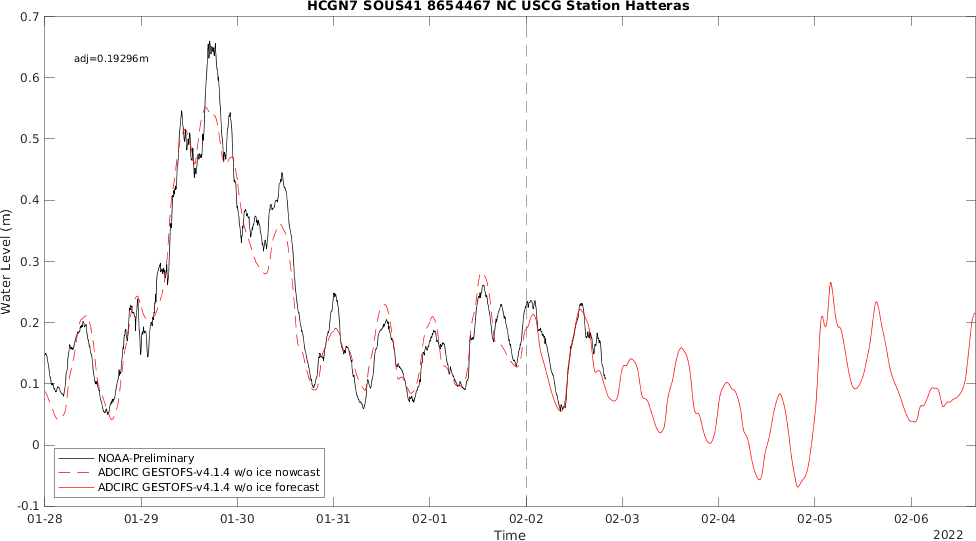 HCGN7 SOUS41 8654467 NC USCG Station Hatteras
adj=0.19296m
0.7
0.6
0.5
0.4
0.3
0.2
0.1
0
-0.1
Water Level (m)
NOAA-Preliminary
ADCIRC GESTOFS-v4.1.4 w/o ice nowcast
ADCIRC GESTOFS-v4.1.4 w/o ice forecast
01-28 01-29 01-30 01-31 02-01 02-02 02-03 02-04 02-05 02-06
Time
2022